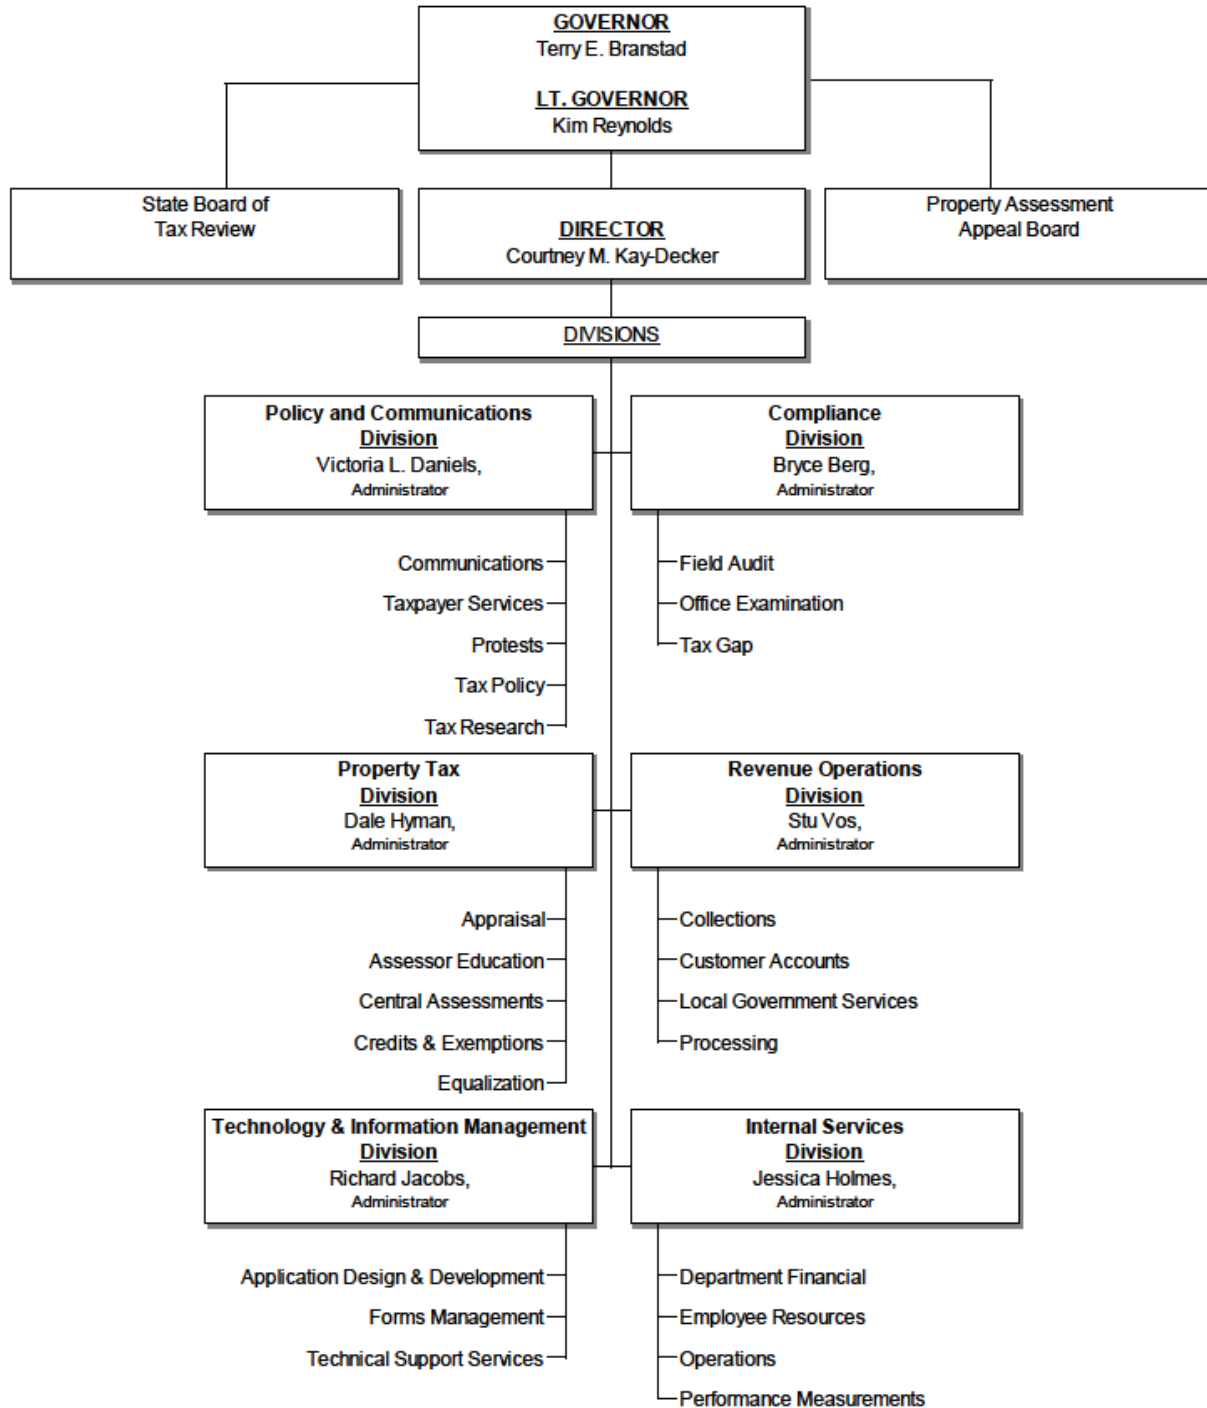 GOVERNOR
Terry E. Branstad
LT. GOVERNOR
Kim Reynolds
State Board of
Tax Review
DIRECTOR
Courtney M. Kay-Decker
Property Assessment
Appeal Board
DIVISIONS
Policy and Communications
Division
Victoria L. Daniels,
Administrator
Communications
Taxpayer Services
Protests
Tax Policy
Tax Research
Compliance
Division
Bryce Berg,
Administrator
Field Audit
Office Examination
Tax Gap
Property Tax
Division
Dale Hyman,
Administrator
Appraisal
Assessor Education
Central Assessments
Credits & Exemptions
Equalization
Revenue Operations
Division
Stu Vos,
Administrator
Collections
Customer Accounts
Local Government Services
Processing
Technology & Information Management
Division
Richard Jacobs,
Administrator
Application Design & Development
Forms Management
Technical Support Services
Internal Services
Division
Jessica Holmes,
Administrator
Department Financial
Employee Resources
Operations
Performance Measurements